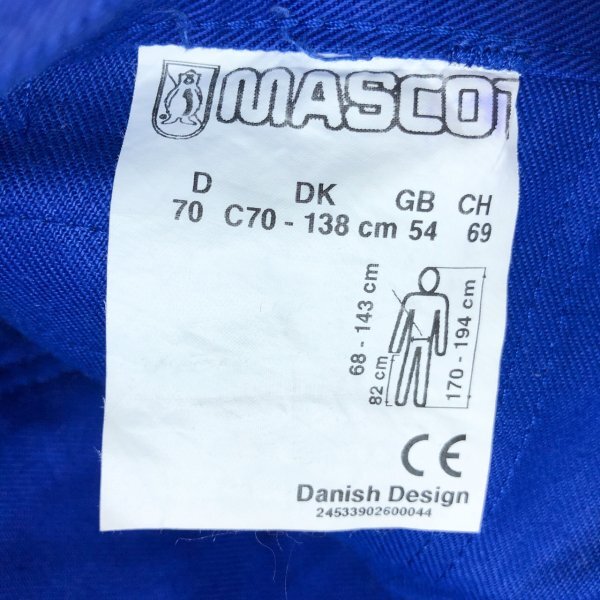 MASCOT
D DK GB CH
70 C70 - 138 cm 54 69
68 - 143 cm
82 cm
170 - 194 cm
CE
Danish Design
24533902600044